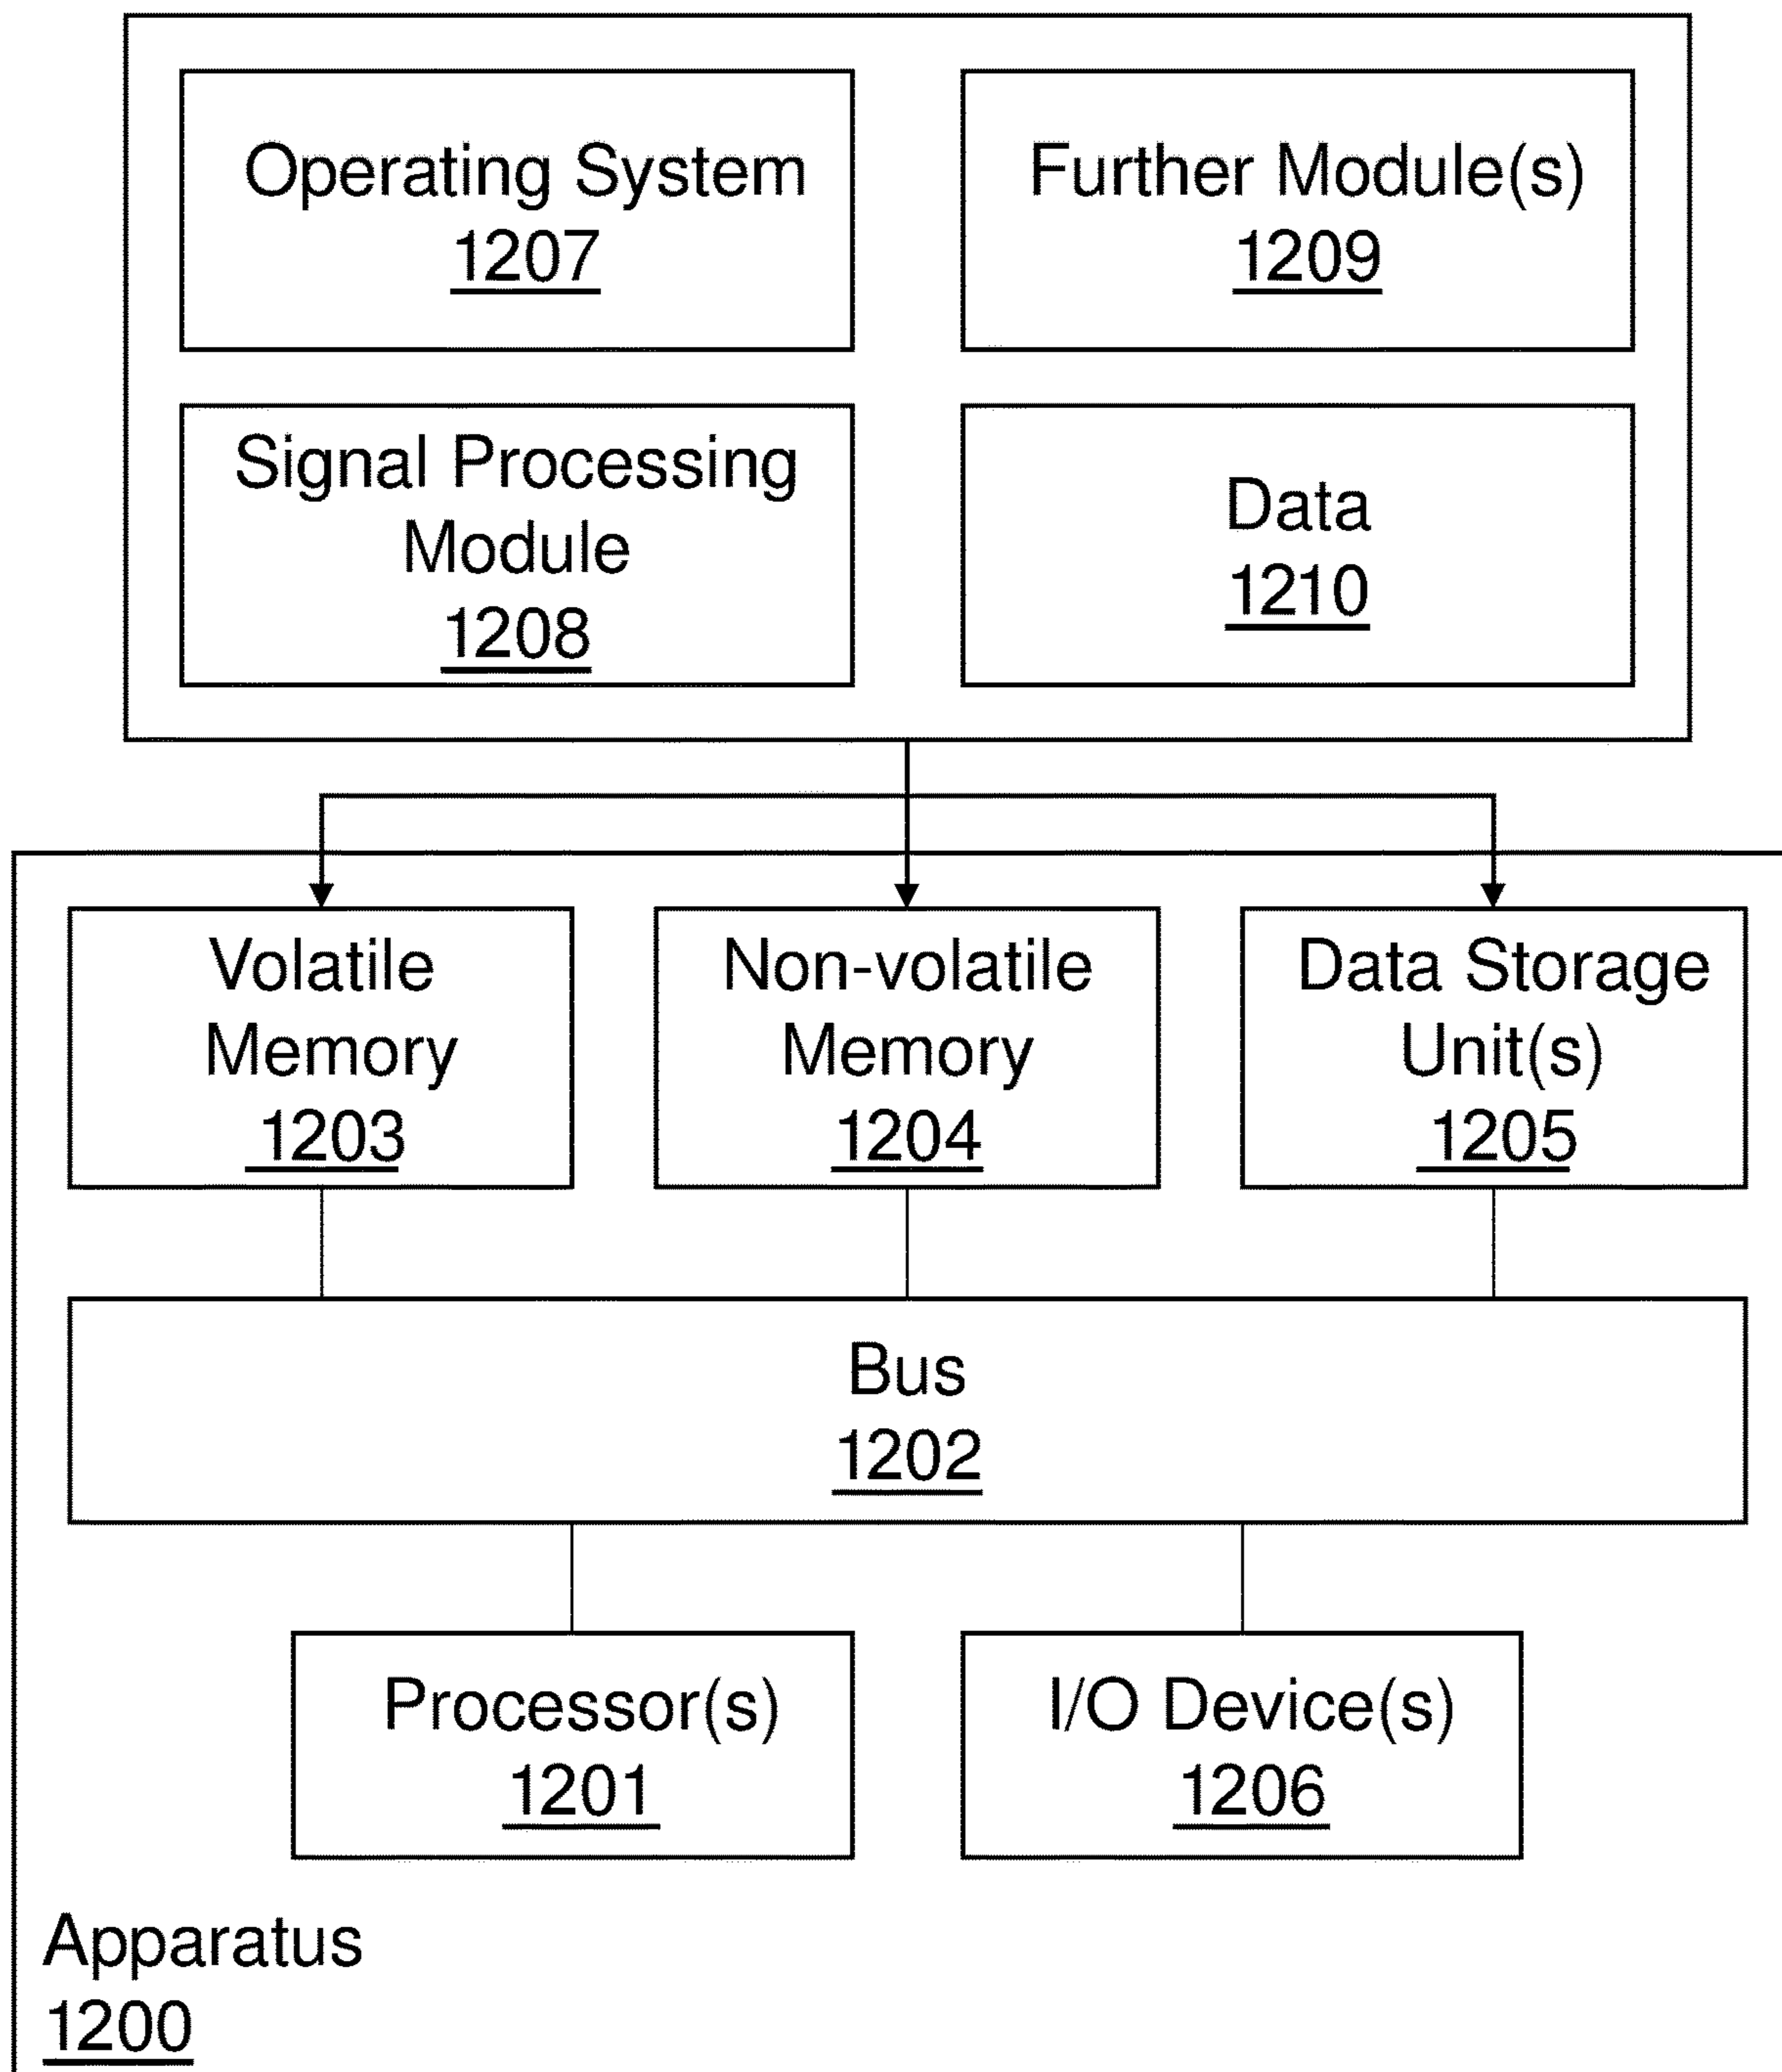 Operating System
1207
Further Module(s)
1209
Signal Processing
Module
1208
Data
1210
Volatile
Memory
1203
Non-volatile
Memory
1204
Data Storage
Unit(s)
1205
Bus
1202
Processor(s)
1201
I/O Device(s)
1206
Apparatus
1200